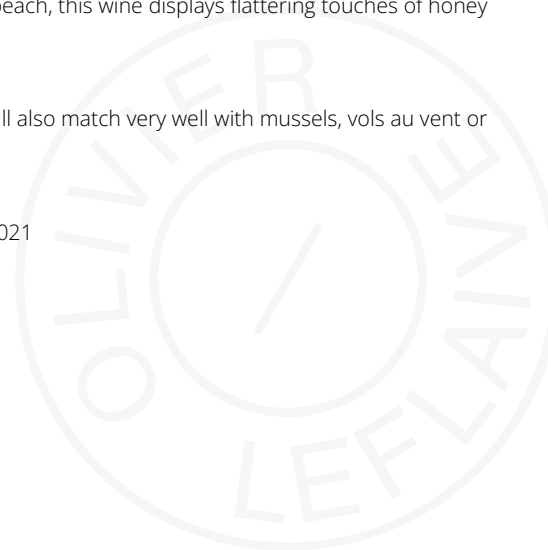 peach, this wine displays flattering touches of honey
ll also match very well with mussels, vols au vent or
021
OLIVIER
LEFLAIVE